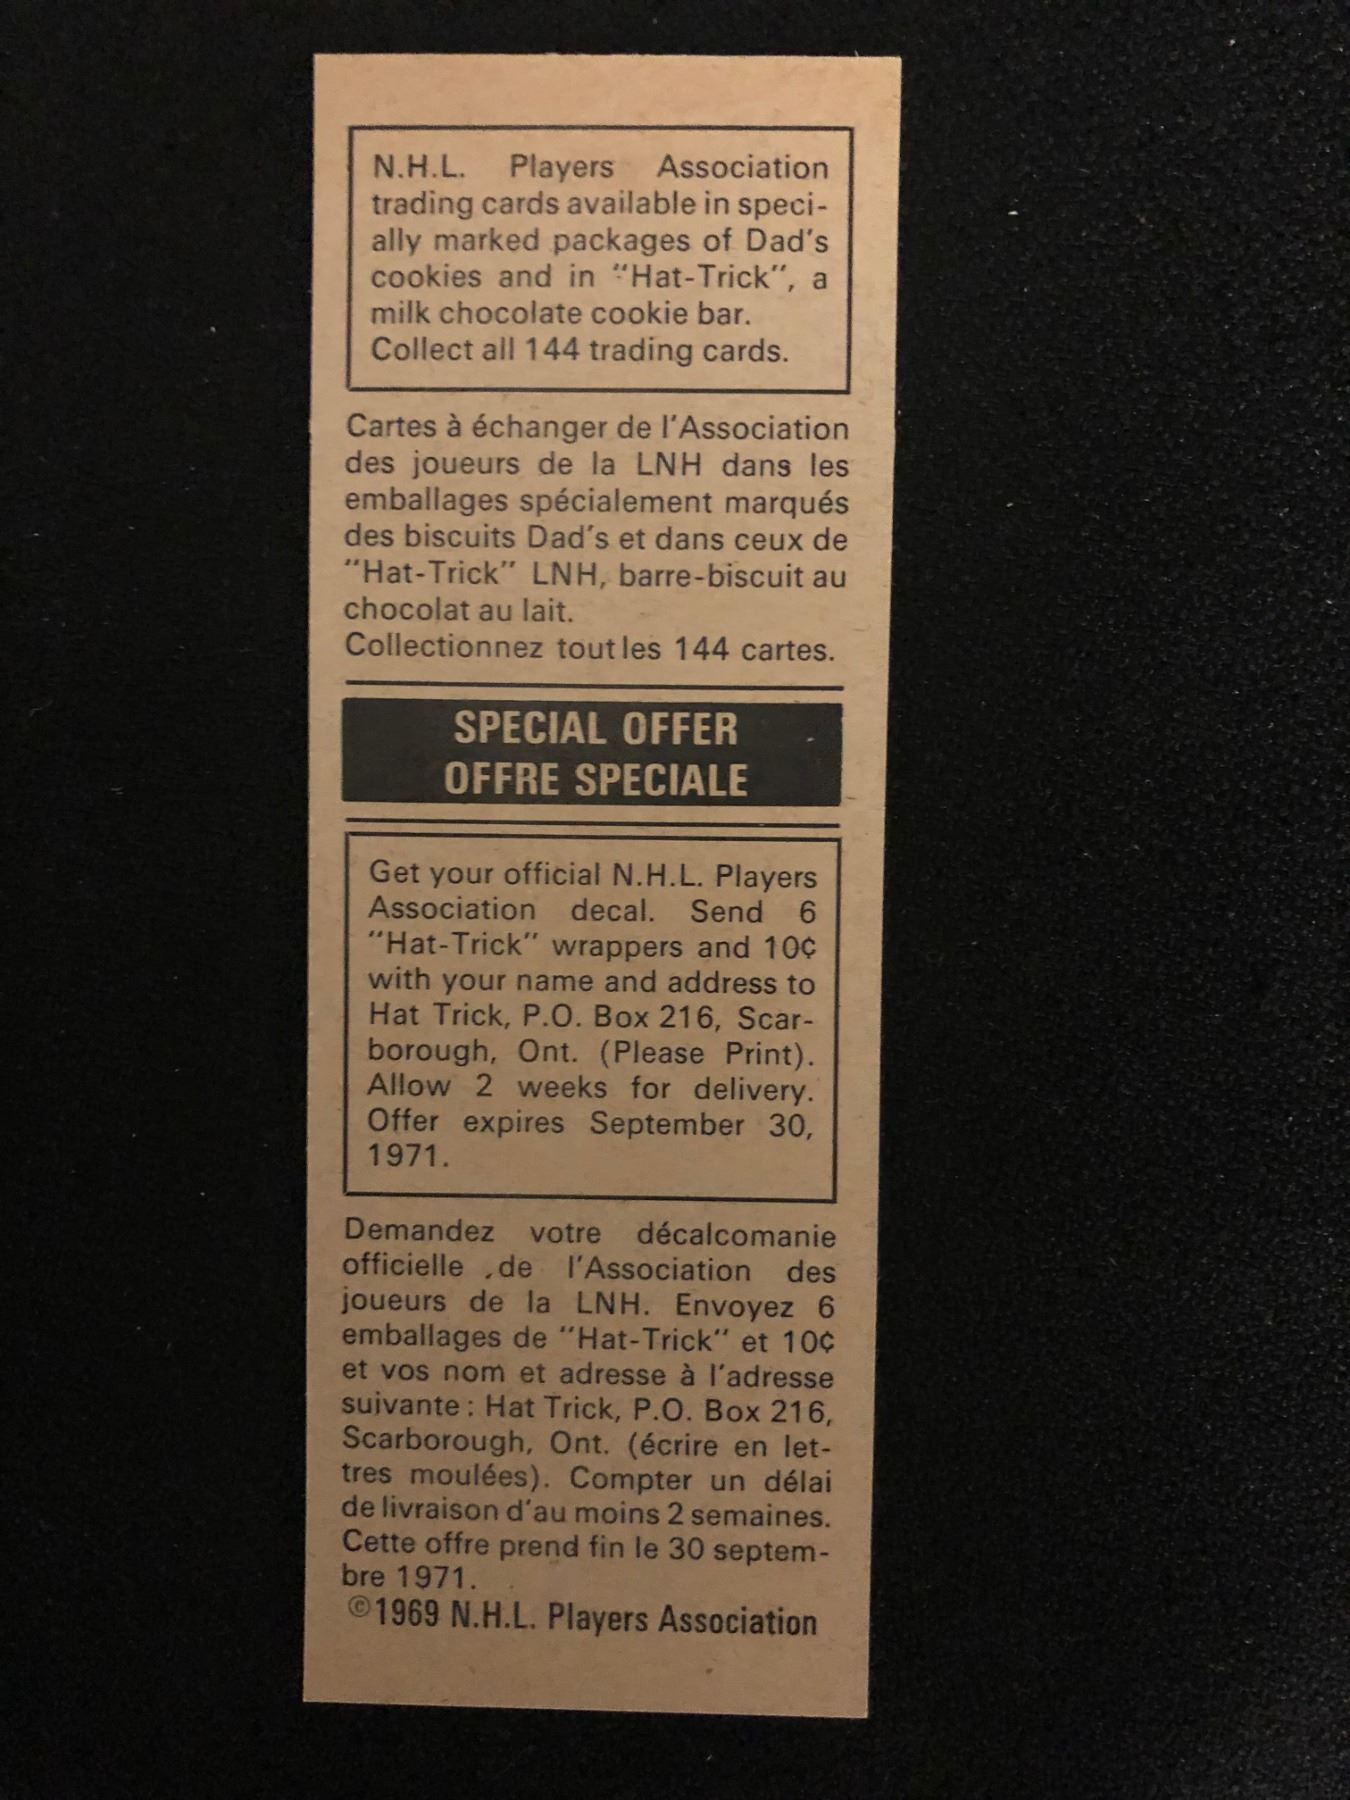 N.H.L. Players Association
trading cards available in speci-
ally marked packages of Dad's
cookies and in "Hat-Trick", a
milk chocolate cookie bar.
Collect all 144 trading cards.
Cartes à échanger de l'Association
des joueurs de la LNH dans les
emballages spécialement marqués
des biscuits Dad's et dans ceux de
"Hat-Trick" LNH, barre-biscuit au
chocolat au lait.
Collectionnez tout les 144 cartes.
SPECIAL OFFER
OFFRE SPECIALE
Get your official N.H.L. Players
Association decal. Send 6
"Hat-Trick" wrappers and 10¢
with your name and address to
Hat Trick, P.O. Box 216, Scar-
borough, Ont. (Please Print).
Allow 2 weeks for delivery.
Offer expires September 30,
1971.
Demandez votre décalcomanie
officielle de l'Association des
joueurs de la LNH. Envoyez 6
emballages de "Hat-Trick" et 10¢
et vos nom et adresse à l'adresse
suivante : Hat Trick, P.O. Box 216,
Scarborough, Ont. (écrire en let-
tres moulées). Compter un délai
de livraison d'au moins 2 semaines.
Cette offre prend fin le 30 septem-
bre 1971.
©1969 N.H.L. Players Association